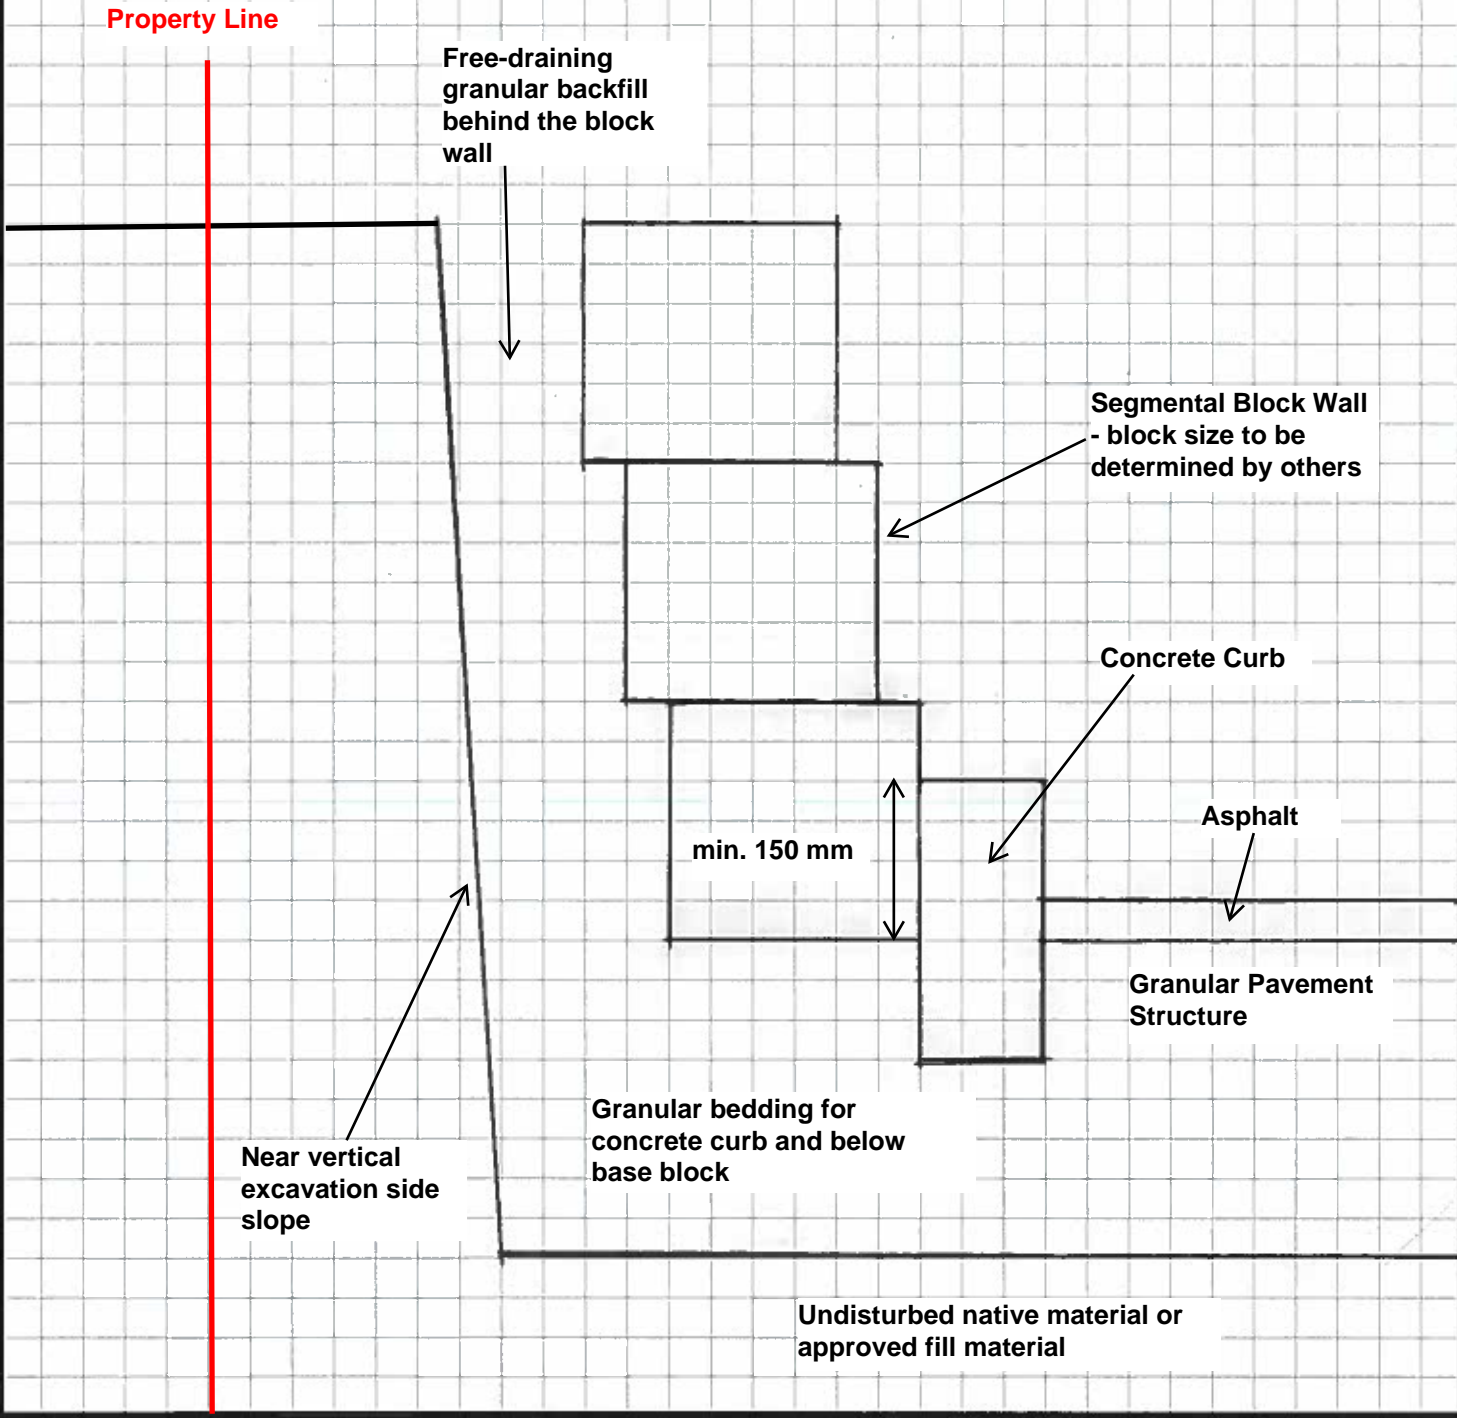 Property Line
Free-draining
granular backfill
behind the block
wall
Segmental Block Wall
- block size to be
determined by others
Concrete Curb
Asphalt
min. 150 mm
Granular Pavement
Structure
Granular bedding for
concrete curb and below
base block
Near vertical
excavation side
slope
Undisturbed native material or
approved fill material